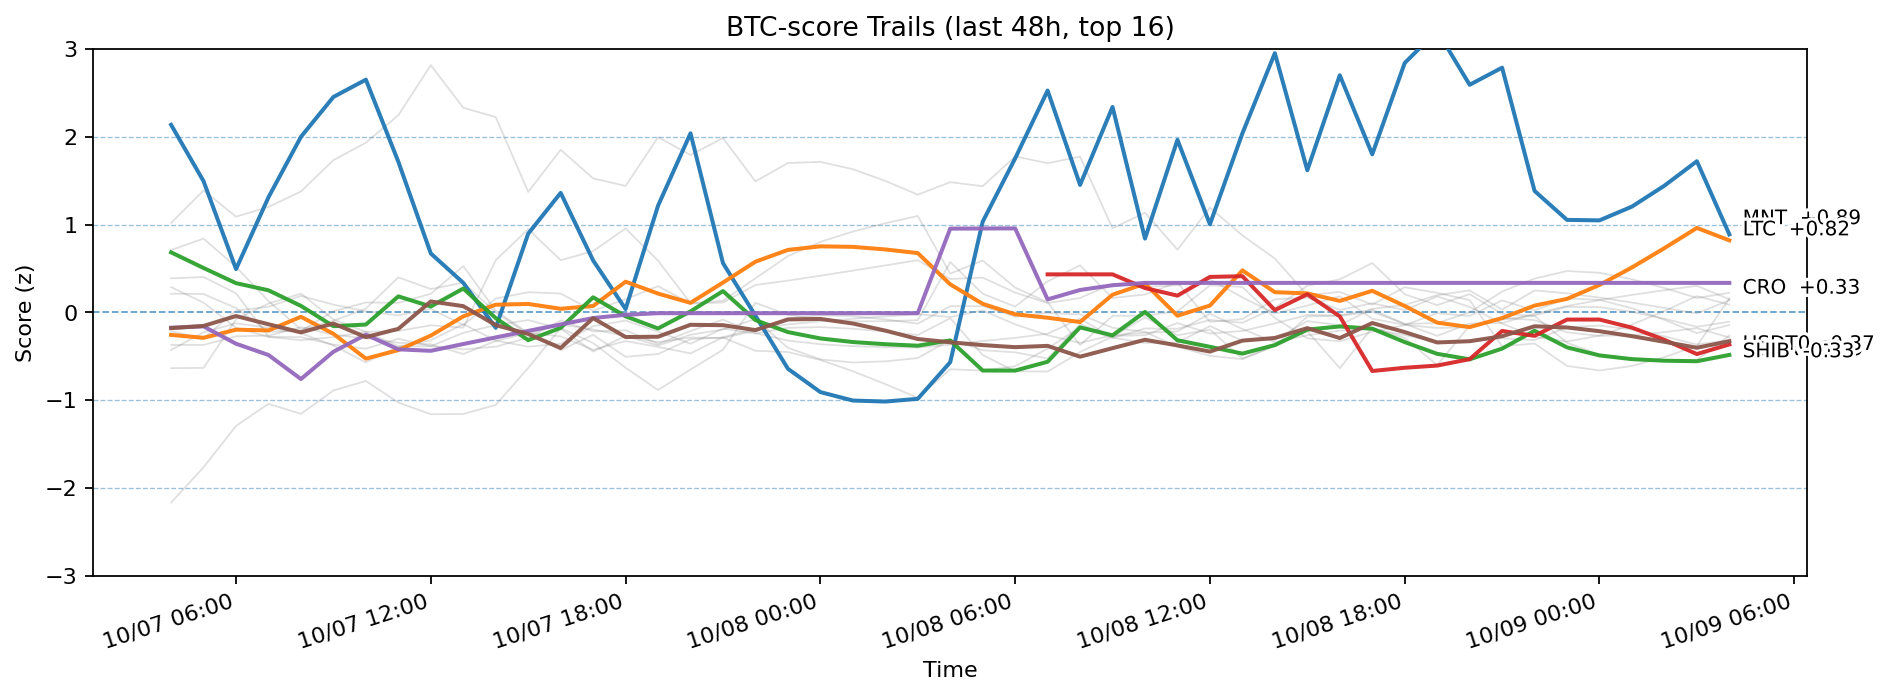 BTC-score Trails (last 48h, top 16)
Score (z)
3
2
1
0
−1
−2
−3
MNT +0.89
LTC +0.82
CRO +0.33
SHIB
10/07 06:00
10/07 12:00
10/07 18:00
10/08 00:00
10/08 06:00
10/08 12:00
10/08 18:00
10/09 00:00
10/09 06:00
Time